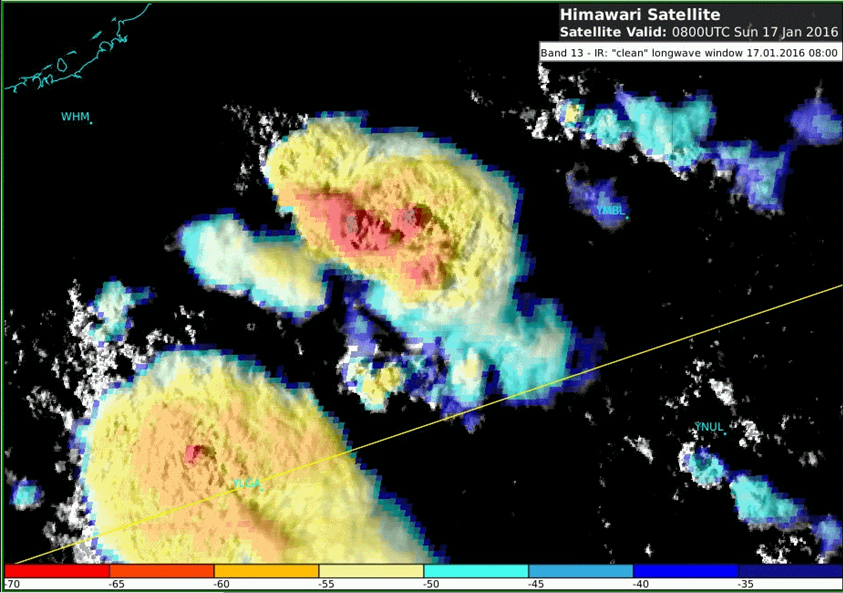 Himawari Satellite
Satellite Valid: 0800UTC Sun 17 Jan 2016
Band 13 - IR: "clean" longwave window 17.01.2016 08:00
WHM
YMBL
YNUL
YLGA
-70 -65 -60 -55 -50 -45 -40 -35